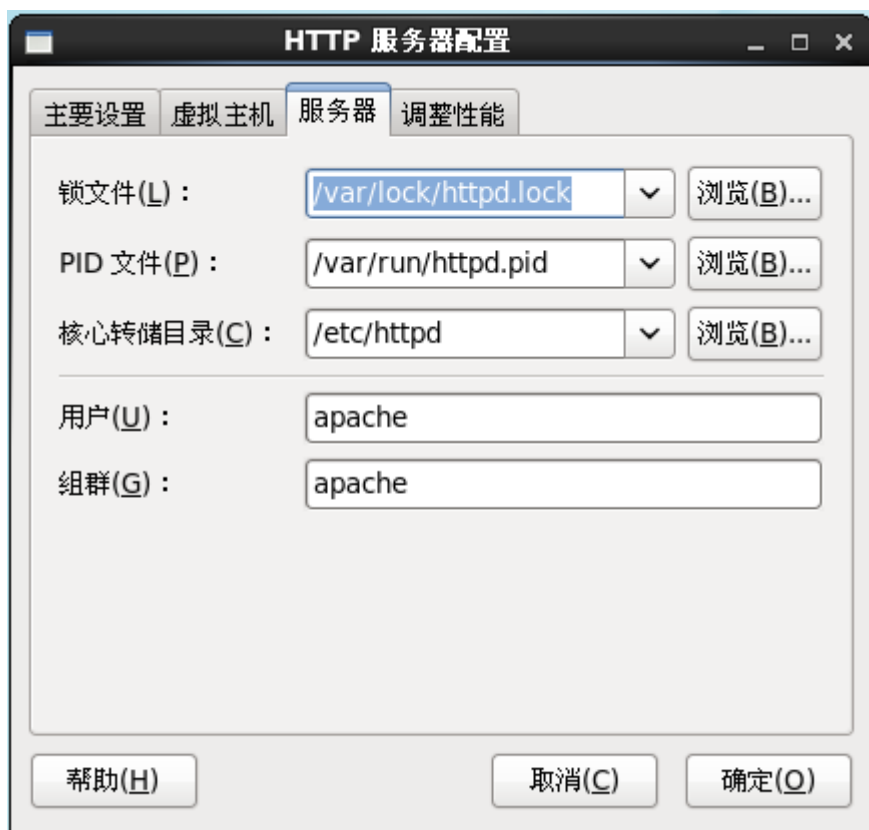 HTTP 服务器配置
主要设置 虚拟主机 服务器 调整性能
锁文件(L)： /var/lock/httpd.lock 浏览(B)...
PID 文件(P)： /var/run/httpd.pid 浏览(B)...
核心转储目录(C)： /etc/httpd 浏览(B)...
用户(U)： apache
组群(G)： apache
帮助(H) 取消(C) 确定(O)